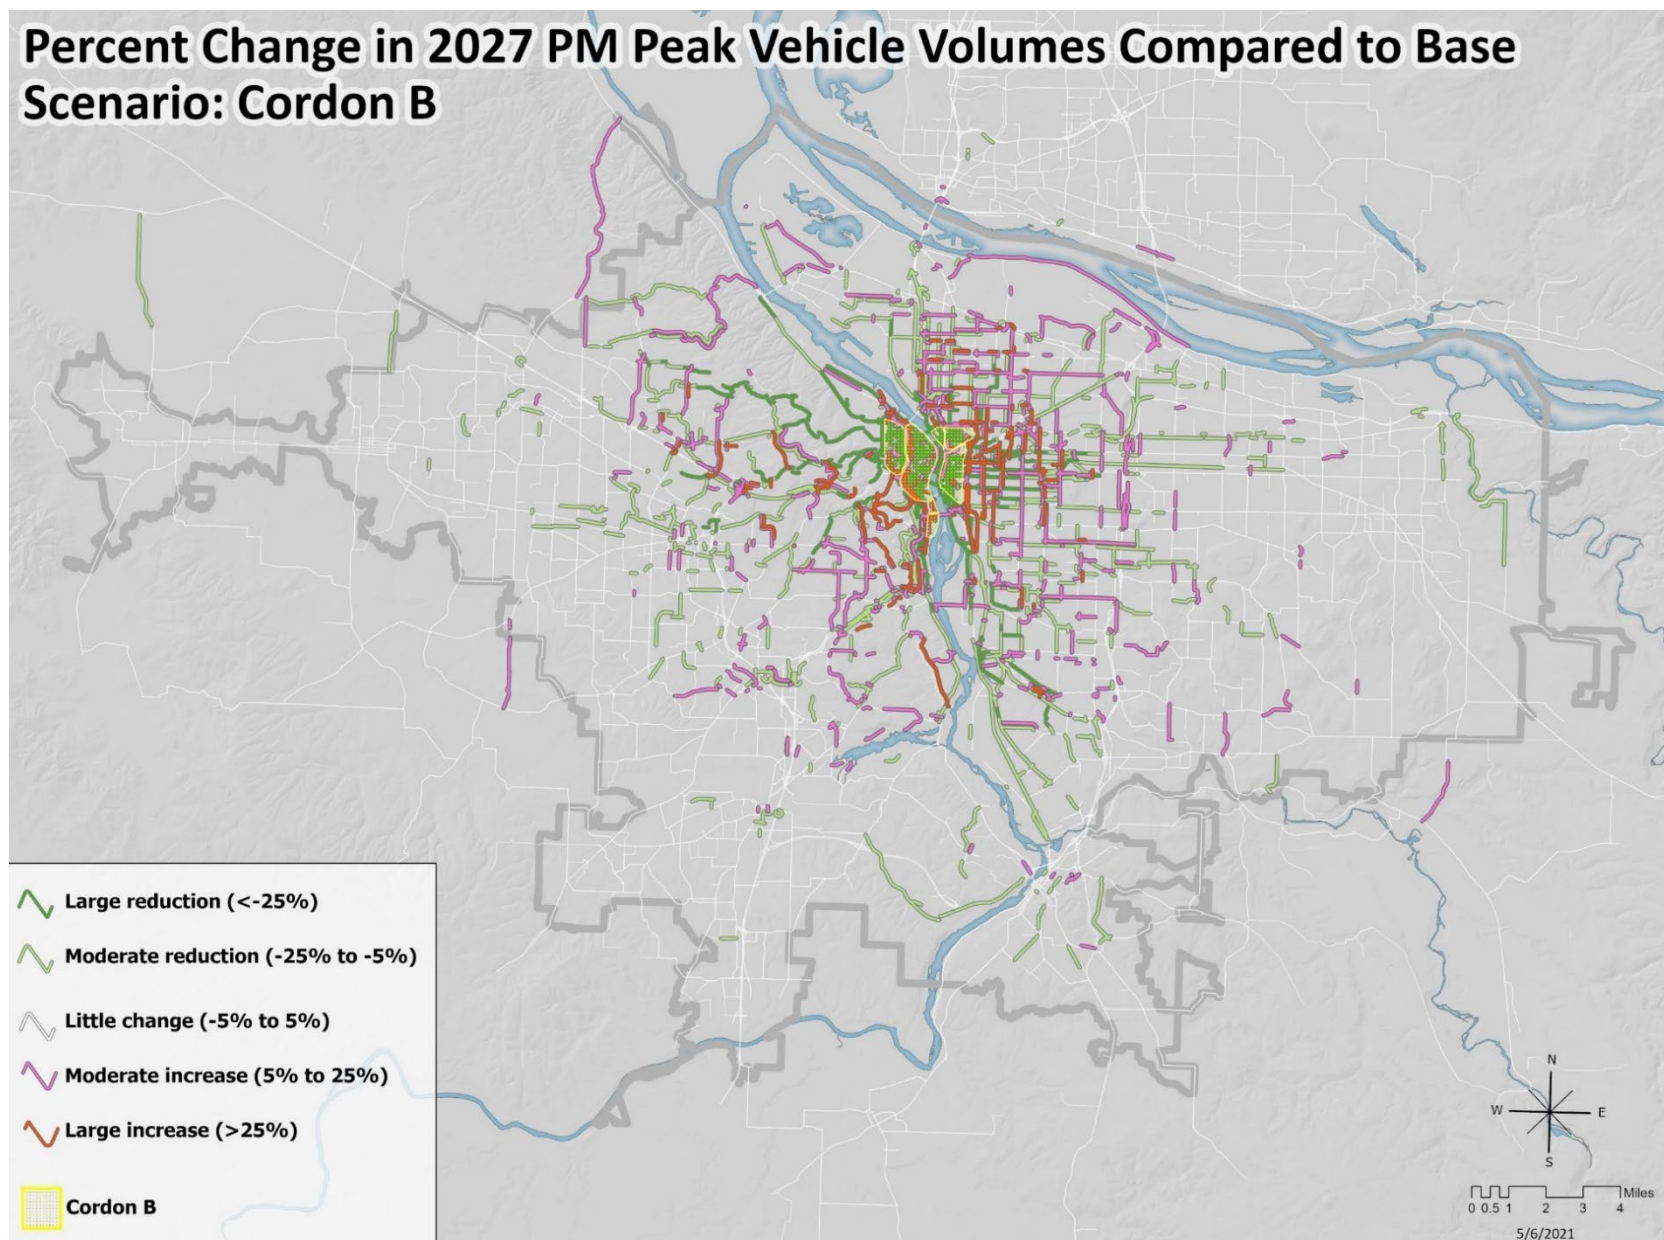 Percent Change in 2027 PM Peak Vehicle Volumes Compared to Base
Scenario: Cordon B
Large reduction (<-25%)
Moderate reduction (-25% to -5%)
Little change (-5% to 5%)
Moderate increase (5% to 25%)
Large increase (>25%)
Cordon B
N
W E
S
Miles
0 0.5 1 2 3 4
5/6/2021